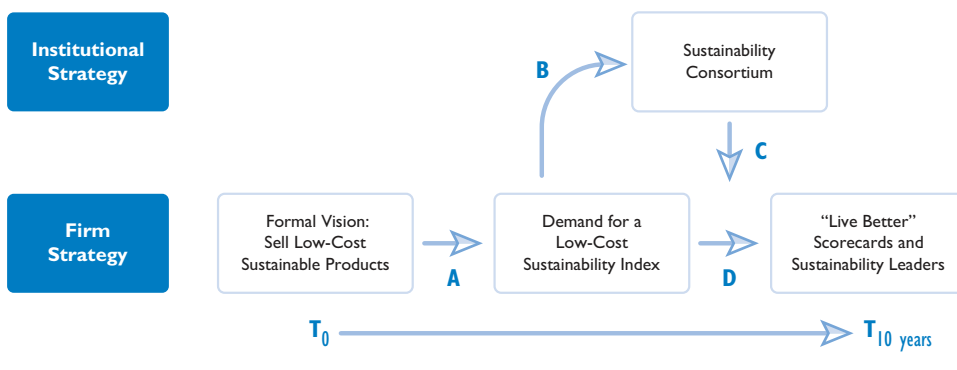 Institutional
Strategy
Sustainability
Consortium
B
C
Firm
Strategy
Formal Vision:
Sell Low-Cost
Sustainable Products
A
Demand for a
Low-Cost
Sustainability Index
D
“Live Better”
Scorecards and
Sustainability Leaders
T0
T10 years